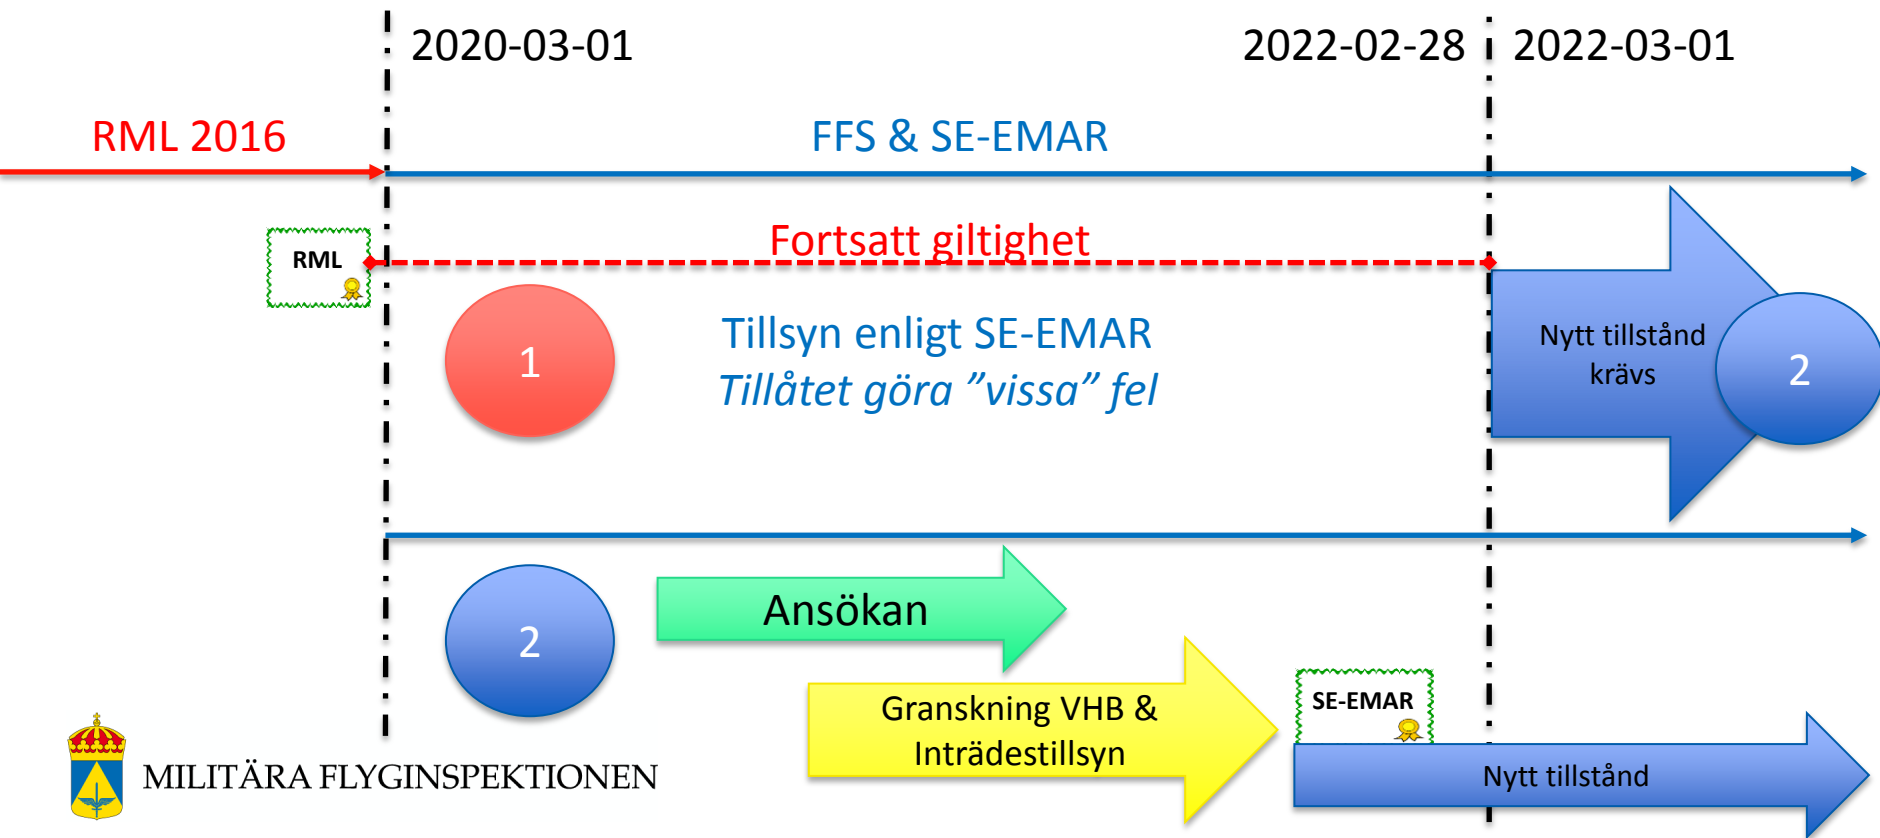 2020-03-01
2022-02-28
2022-03-01
RML 2016
FFS & SE-EMAR
Fortsatt giltighet
RML
1
Tillsyn enligt SE-EMAR
Tillåtet göra ”vissa” fel
Nytt tillstånd
krävs
2
2
Ansökan
Granskning VHB &
Inträdestillsyn
SE-EMAR
Nytt tillstånd
MILITÄRA FLYGINSPEKTIONEN